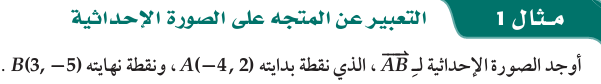 مثال 1 التعبير عن المتجه على الصورة الإحداثية
أوجد الصورة الإحداثية لـِ $\overrightarrow{AB}$ ، الذي نقطة بدايته A(−4, 2) ، ونقطة نهايته B(3, −5) .